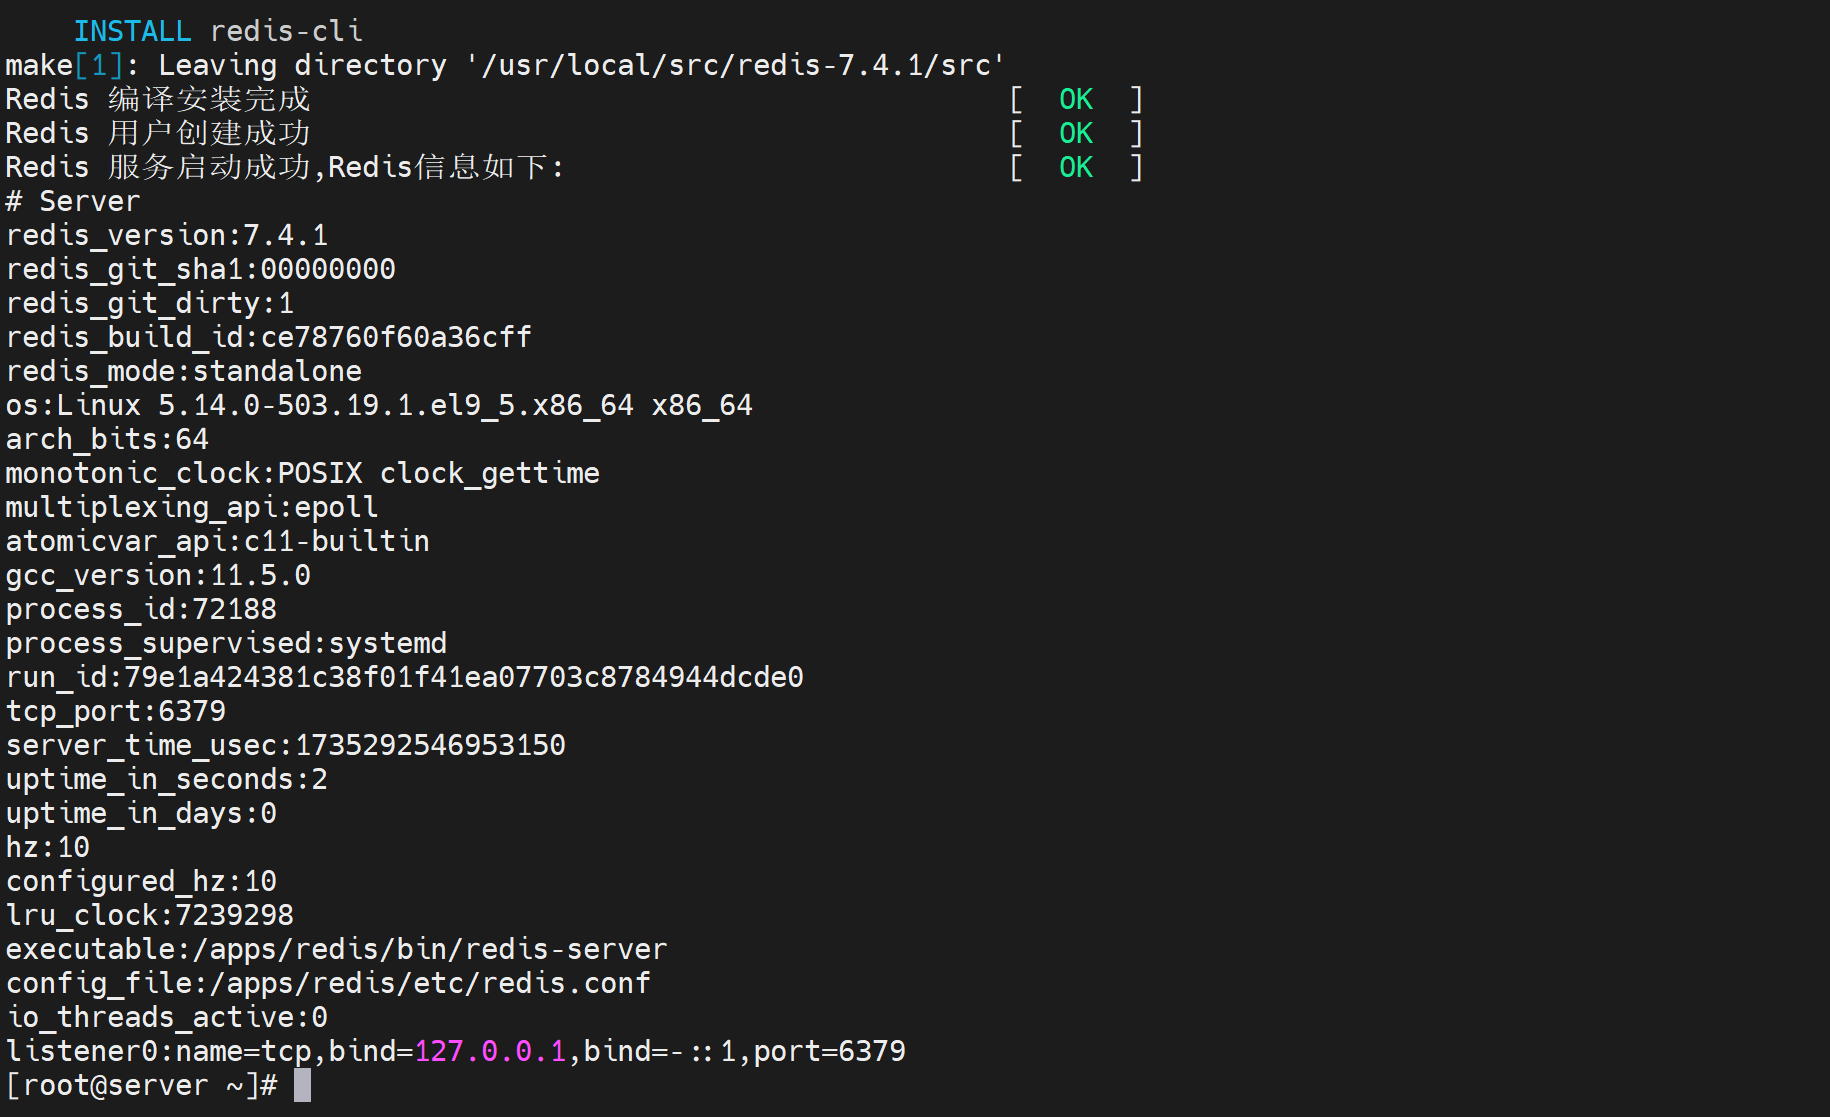 INSTALL redis-cli
make[1]: Leaving directory '/usr/local/src/redis-7.4.1/src'
Redis 编译安装完成 [  OK  ]
Redis 用户创建成功 [  OK  ]
Redis 服务启动成功,Redis信息如下: [  OK  ]
# Server
redis_version:7.4.1
redis_git_sha1:00000000
redis_git_dirty:1
redis_build_id:ce78760f60a36cff
redis_mode:standalone
os:Linux 5.14.0-503.19.1.el9_5.x86_64 x86_64
arch_bits:64
monotonic_clock:POSIX clock_gettime
multiplexing_api:epoll
atomicvar_api:c11-builtin
gcc_version:11.5.0
process_id:72188
process_supervised:systemd
run_id:79e1a424381c38f01f41ea07703c8784944dcde0
tcp_port:6379
server_time_usec:1735292546953150
uptime_in_seconds:2
uptime_in_days:0
hz:10
configured_hz:10
lru_clock:7239298
executable:/apps/redis/bin/redis-server
config_file:/apps/redis/etc/redis.conf
io_threads_active:0
listener0:name=tcp,bind=127.0.0.1,bind=-::1,port=6379
[root@server ~]#